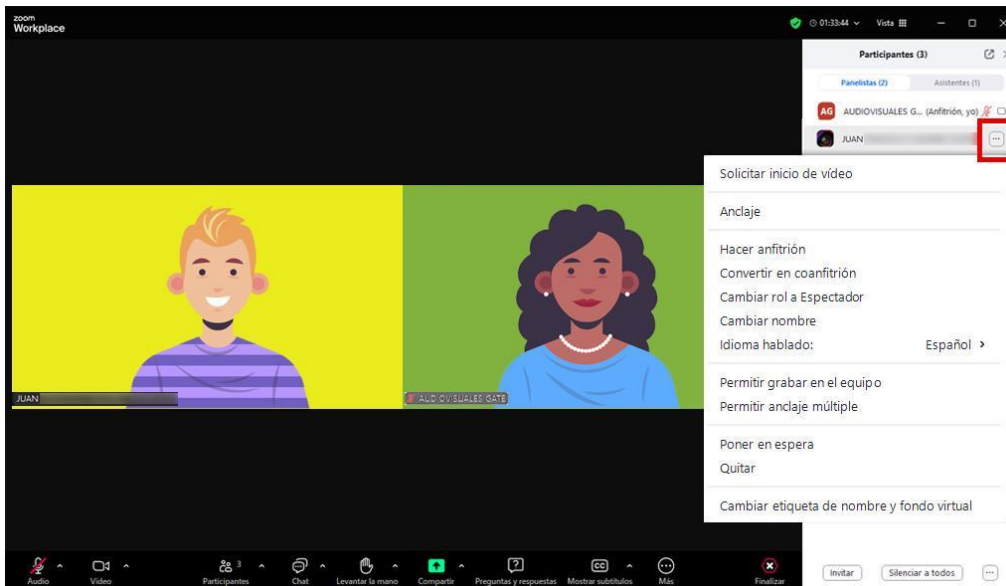 zoom
Workplace
01:33:44
Vista
Participantes (3)
Panelistas (2)
Asistentes (1)
AG
AUDIOVISUALES G... (Anfitrión, yo)
JUAN
Solicitar inicio de vídeo
Anclaje
Hacer anfitrión
Convertir en coanfitrión
Cambiar rol a Espectador
Cambiar nombre
Idioma hablado: Español
Permitir grabar en el equipo
Permitir anclaje múltiple
Poner en espera
Quitar
Cambiar etiqueta de nombre y fondo virtual
JUAN
AUDIOVISUALES GATE
Audio
Vídeo
3
Participantes
Chat
Levantar la mano
Compartir
Preguntas y respuestas
CC
Mostrar subtítulos
Más
Finalizar
Invitar
Silenciar a todos